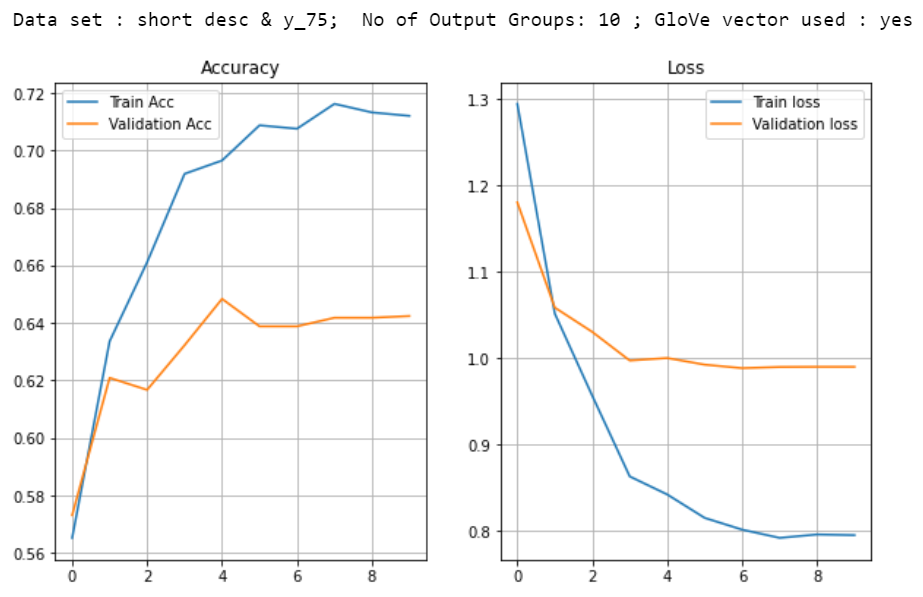 Data set : short desc & y_75;  No of Output Groups: 10 ; GloVe vector used : yes
Accuracy
Train Acc
Validation Acc
0.72
0.70
0.68
0.66
0.64
0.62
0.60
0.58
0.56
0 2 4 6 8
Loss
Train loss
Validation loss
1.3
1.2
1.1
1.0
0.9
0.8
0 2 4 6 8